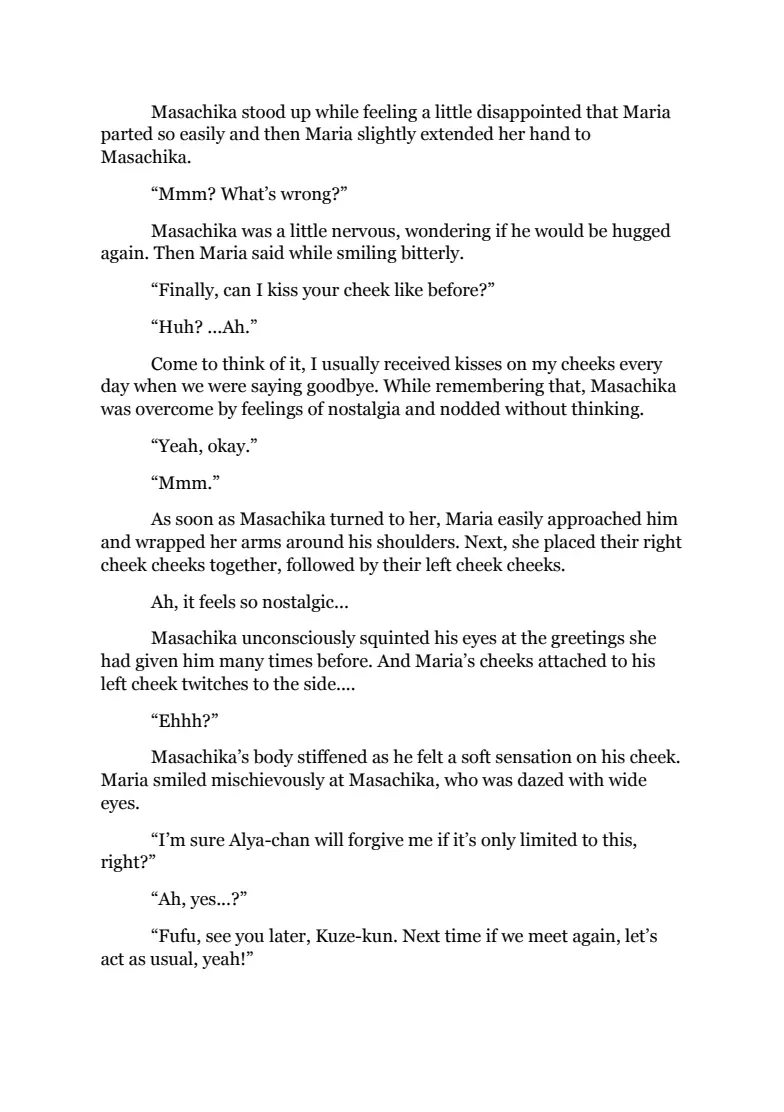 Masachika stood up while feeling a little disappointed that Maria
parted so easily and then Maria slightly extended her hand to
Masachika.
“Mmm? What’s wrong?”
Masachika was a little nervous, wondering if he would be hugged
again. Then Maria said while smiling bitterly.
“Finally, can I kiss your cheek like before?”
“Huh? ...Ah.”
Come to think of it, I usually received kisses on my cheeks every
day when we were saying goodbye. While remembering that, Masachika
was overcome by feelings of nostalgia and nodded without thinking.
“Yeah, okay.”
“Mmm.”
As soon as Masachika turned to her, Maria easily approached him
and wrapped her arms around his shoulders. Next, she placed their right
cheek cheeks together, followed by their left cheek cheeks.
Ah, it feels so nostalgic...
Masachika unconsciously squinted his eyes at the greetings she
had given him many times before. And Maria’s cheeks attached to his
left cheek twitches to the side....
“Ehhh?”
Masachika’s body stiffened as he felt a soft sensation on his cheek.
Maria smiled mischievously at Masachika, who was dazed with wide
eyes.
“I’m sure Alya-chan will forgive me if it’s only limited to this,
right?”
“Ah, yes...?”
“Fufu, see you later, Kuze-kun. Next time if we meet again, let’s
act as usual, yeah!”